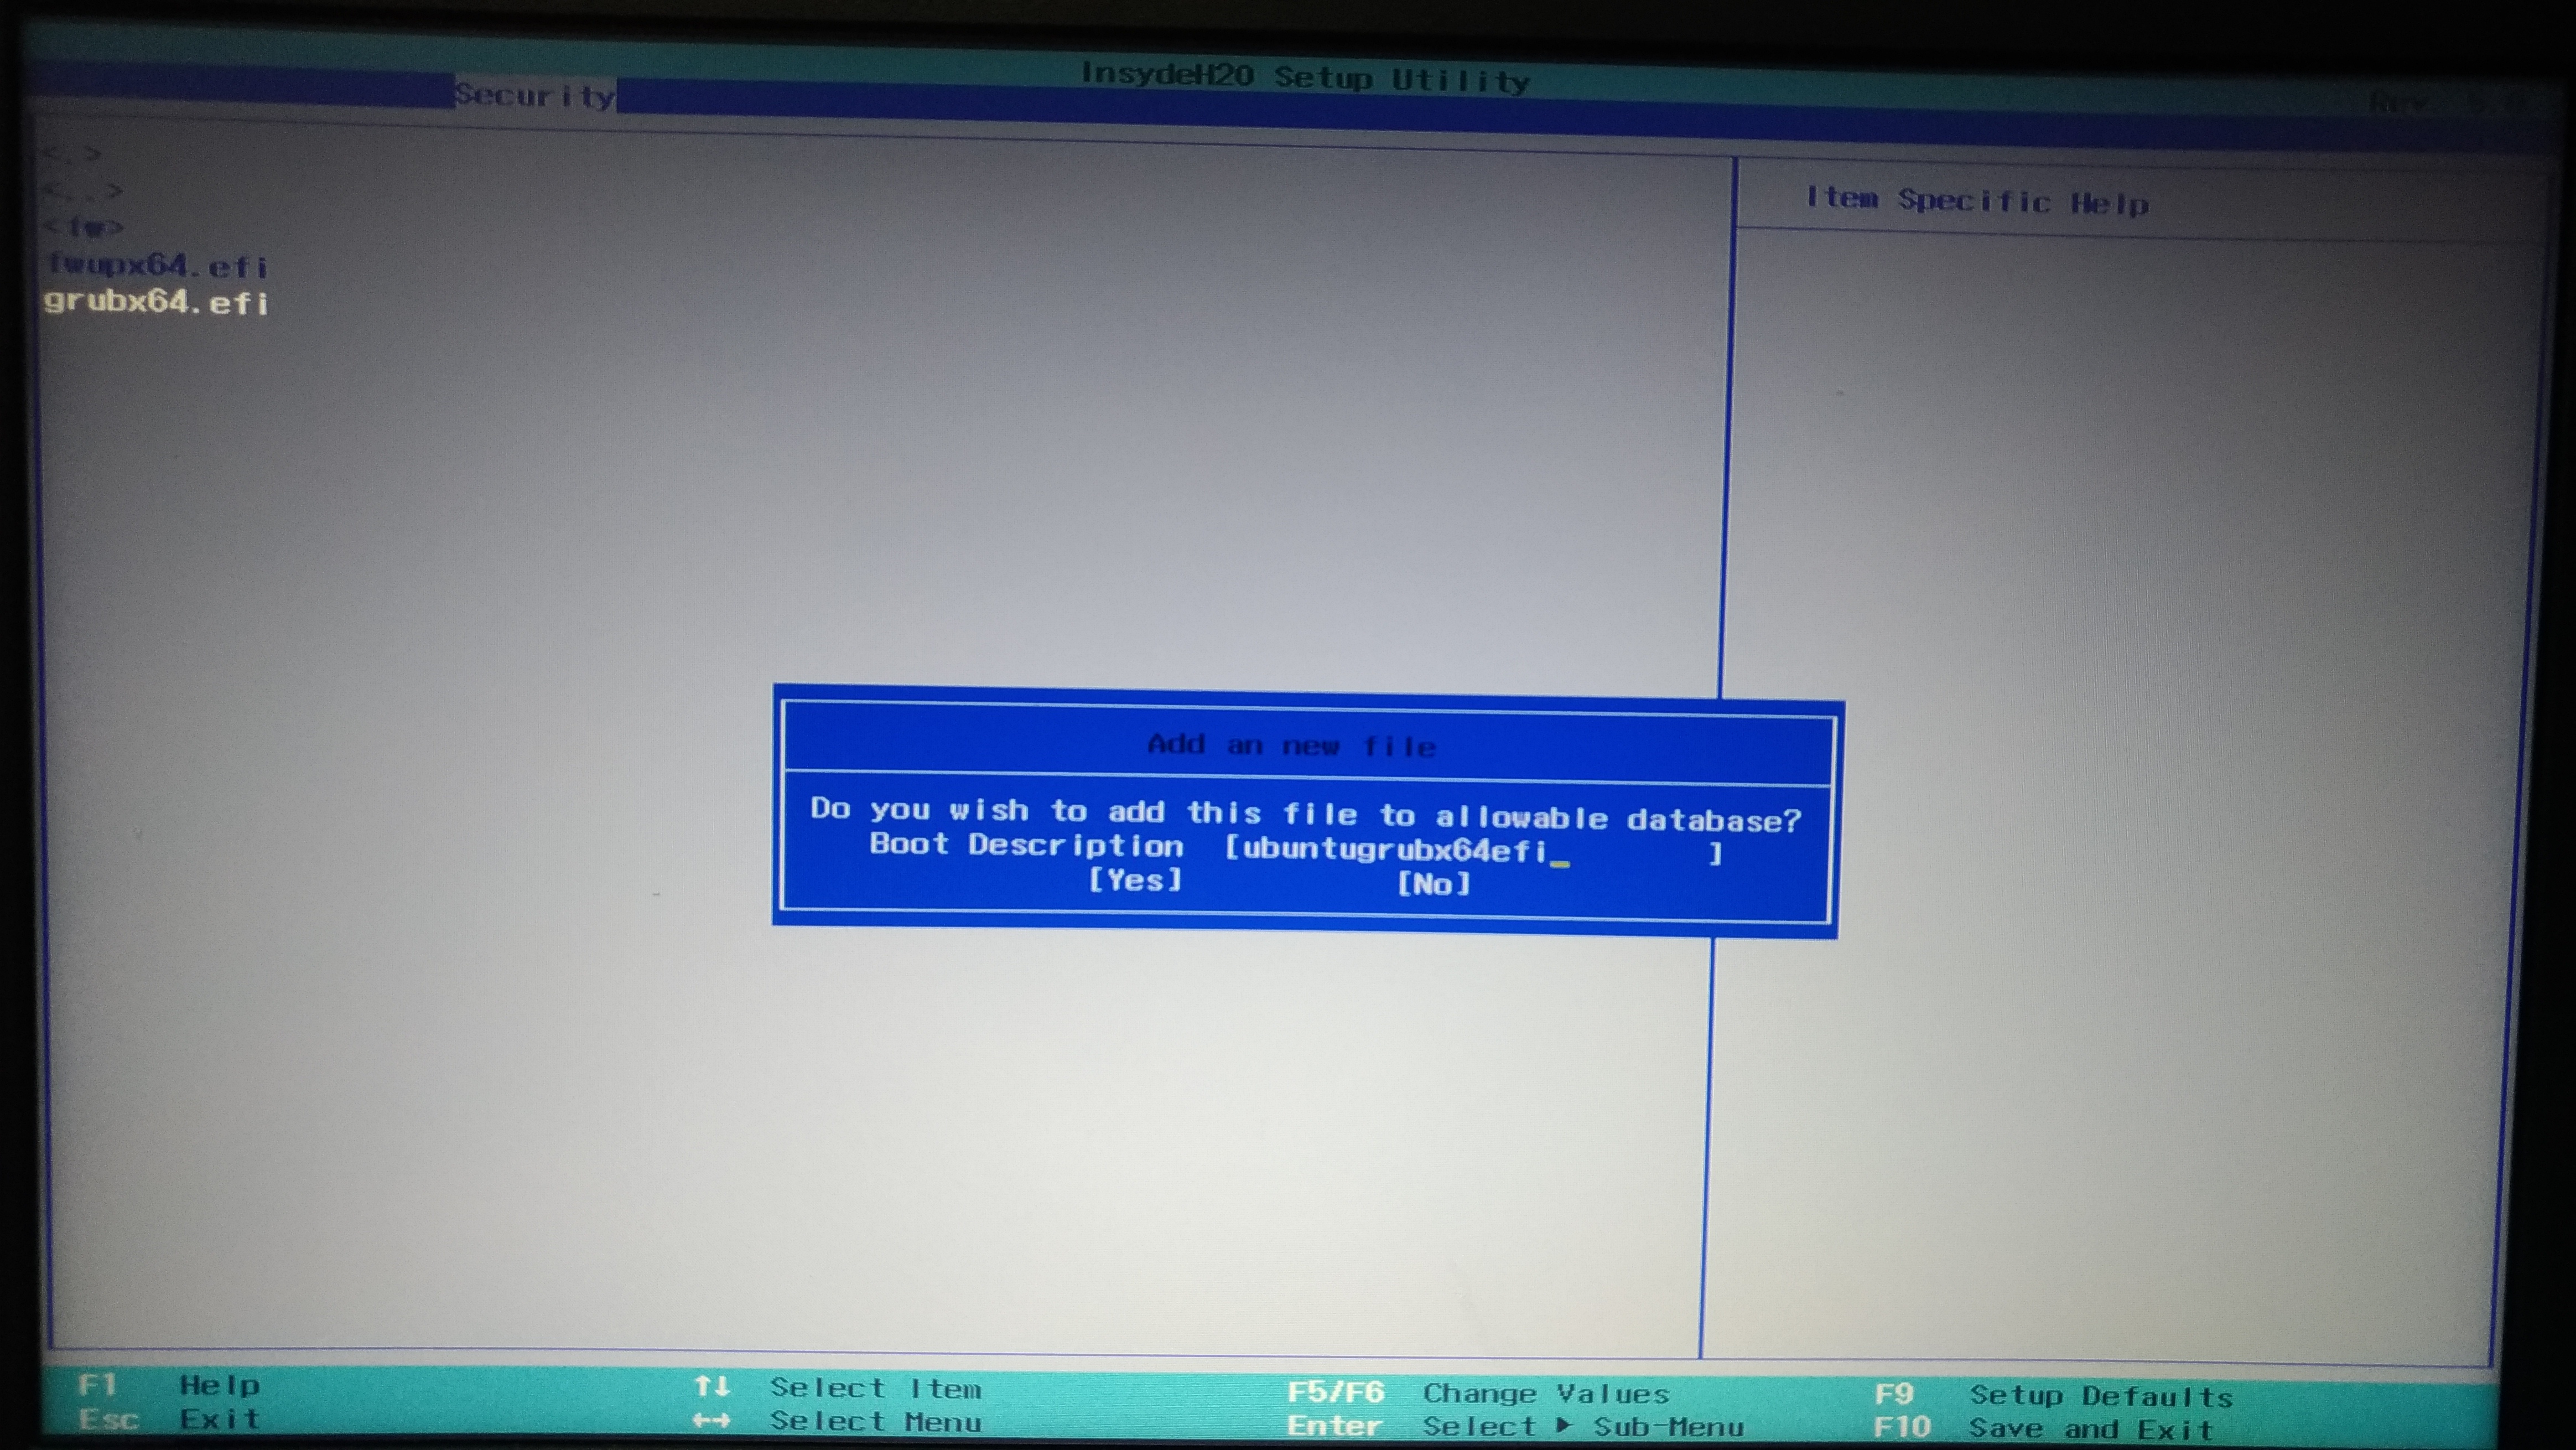 InsydeH20 Setup Utility
Security
<.>
<..>
<fw>
fwupx64.efi
grubx64.efi
Item Specific Help
Add an new file
Do you wish to add this file to allowable database?
Boot Description [ubuntugrubx64efi_ ]
[Yes] [No]
F1 Help ↑↓ Select Item F5/F6 Change Values F9 Setup Defaults
Esc Exit ←→ Select Menu Enter Select ▶ Sub-Menu F10 Save and Exit